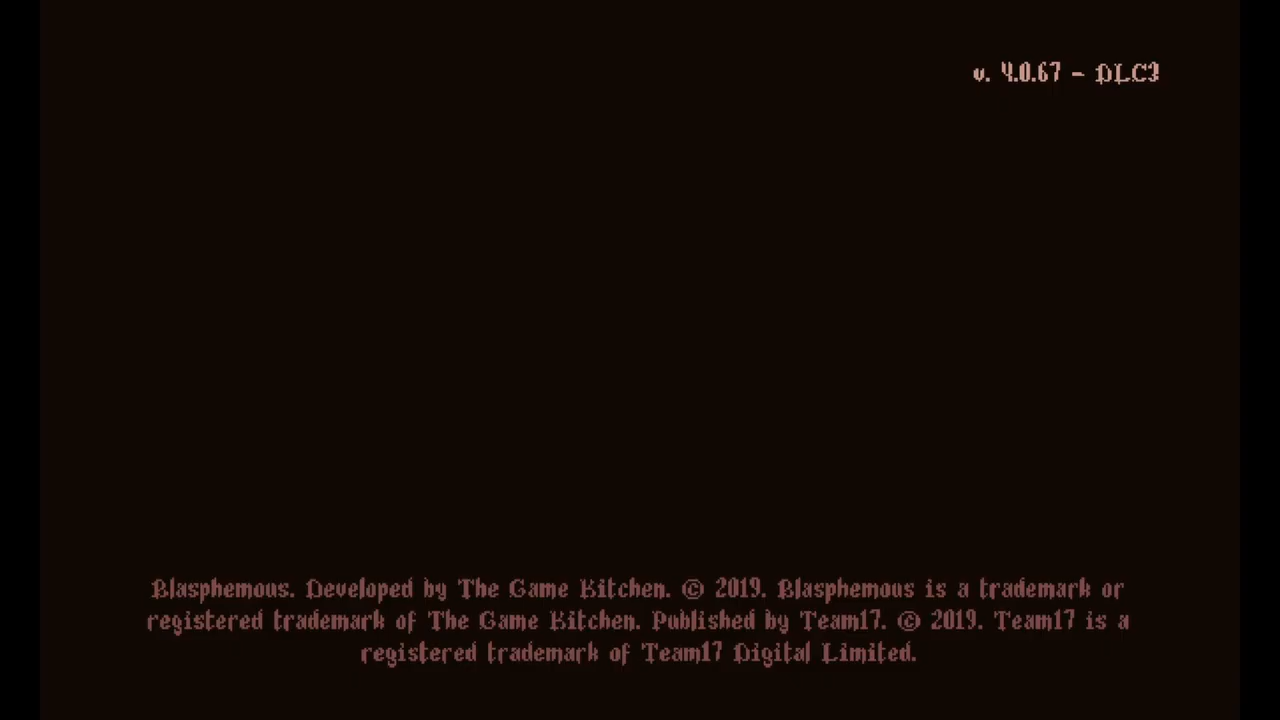 v. 4.0.67 - DLC3
Blasphemous. Developed by The Game Kitchen. © 2019. Blasphemous is a trademark or
registered trademark of The Game Kitchen. Published by Team17. © 2019. Team17 is a
registered trademark of Team17 Digital Limited.